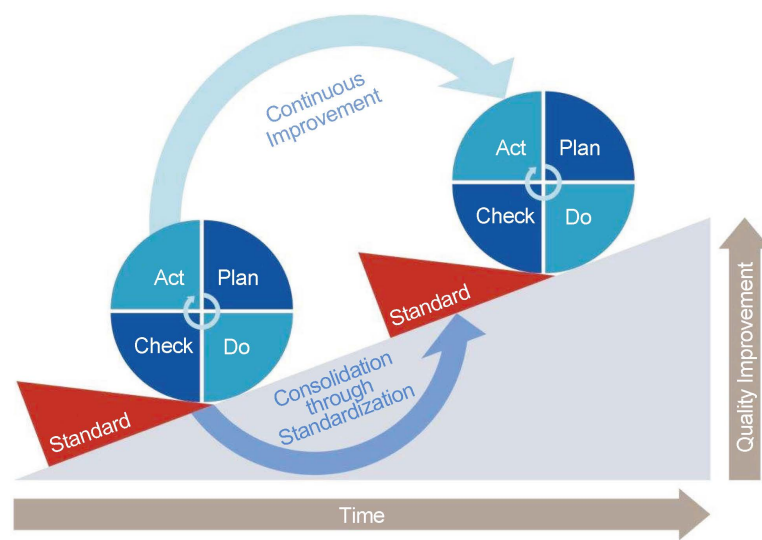 Continuous
Improvement
Act
Plan
Check
Do
Act
Plan
Check
Do
Standard
Standard
Consolidation
through
Standardization
Quality Improvement
Time